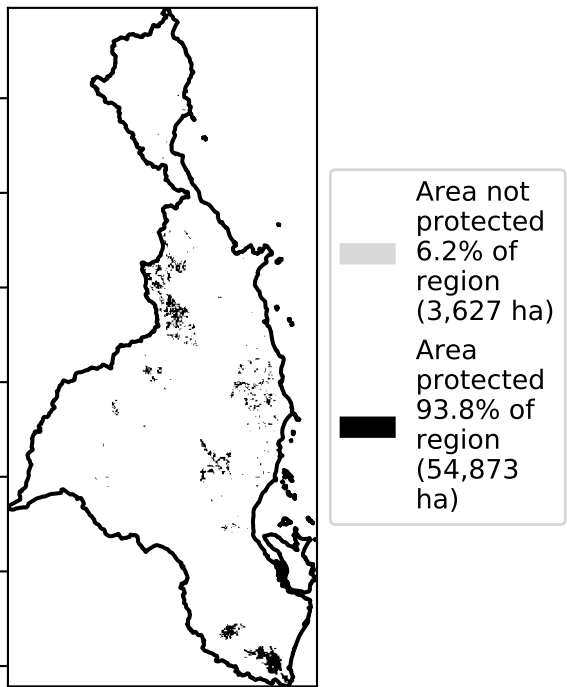 Area not
protected
6.2% of
region
(3,627 ha)
Area
protected
93.8% of
region
(54,873
ha)